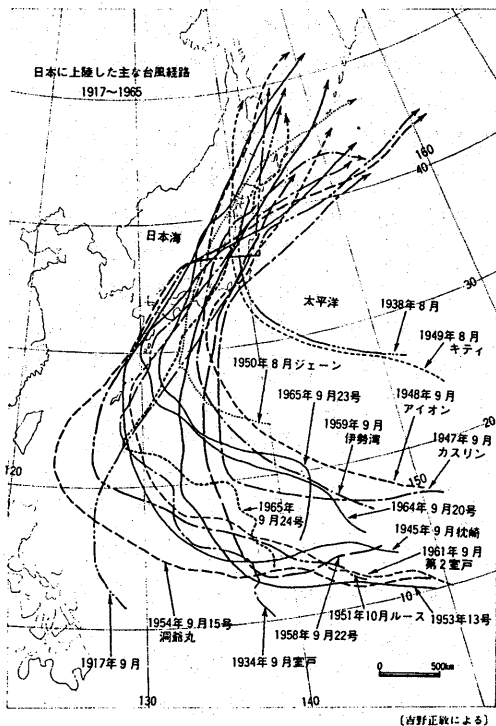 日本に上陸した主な台風経路
1917〜1965
160
40
日本海
太平洋
30
1938年8月
1949年8月
キティ
1950年8月ジェーン
1965年9月23号
1948年9月
アイオン
1959年9月
伊勢湾
1947年9月
カスリン
20
120
150
1965年
9月24号
1964年9月20号
1945年9月枕崎
1961年9月
第2室戸
10
1954年9月15号
洞爺丸
1951年10月ルース
1953年13号
1958年9月22号
1917年9月
1934年9月室戸
0 500km
130
140
(吉野正敏による)